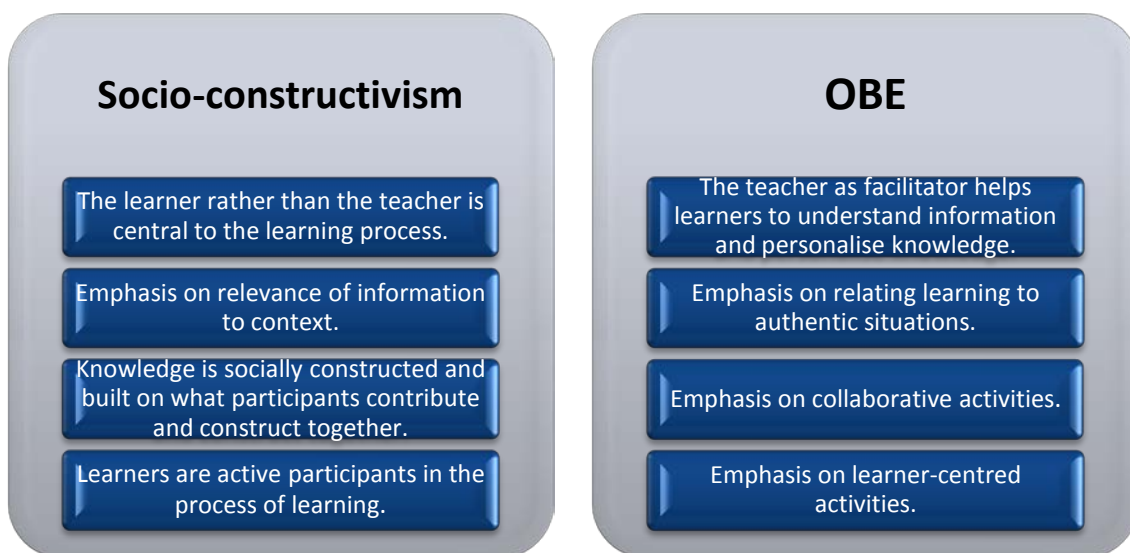 Socio-constructivism
The learner rather than the teacher is
central to the learning process.
Emphasis on relevance of information
to context.
Knowledge is socially constructed and
built on what participants contribute
and construct together.
Learners are active participants in the
process of learning.
OBE
The teacher as facilitator helps
learners to understand information
and personalise knowledge.
Emphasis on relating learning to
authentic situations.
Emphasis on collaborative activities.
Emphasis on learner-centred
activities.